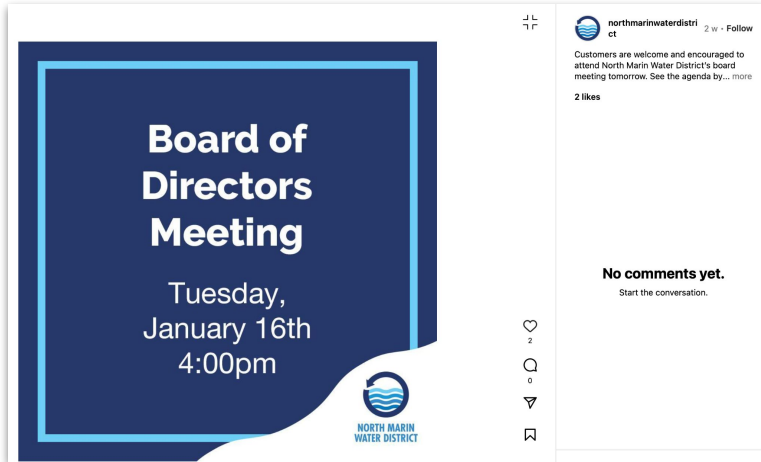 Board of
Directors
Meeting
Tuesday,
January 16th
4:00pm
NORTH MARIN
WATER DISTRICT
2
0
northmarinwaterdistri
ct
2 w • Follow
Customers are welcome and encouraged to
attend North Marin Water District's board
meeting tomorrow. See the agenda by... more
2 likes
No comments yet.
Start the conversation.